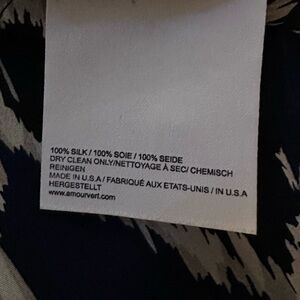 100% SILK / 100% SOIE / 100% SEIDE
DRY CLEAN ONLY/NETTOYAGE À SEC/ CHEMISCH
REINIGEN
MADE IN U.S.A / FABRIQUÉ AUX ETATS-UNIS / IN U.S.A
HERGESTELLT
www.amourvert.com